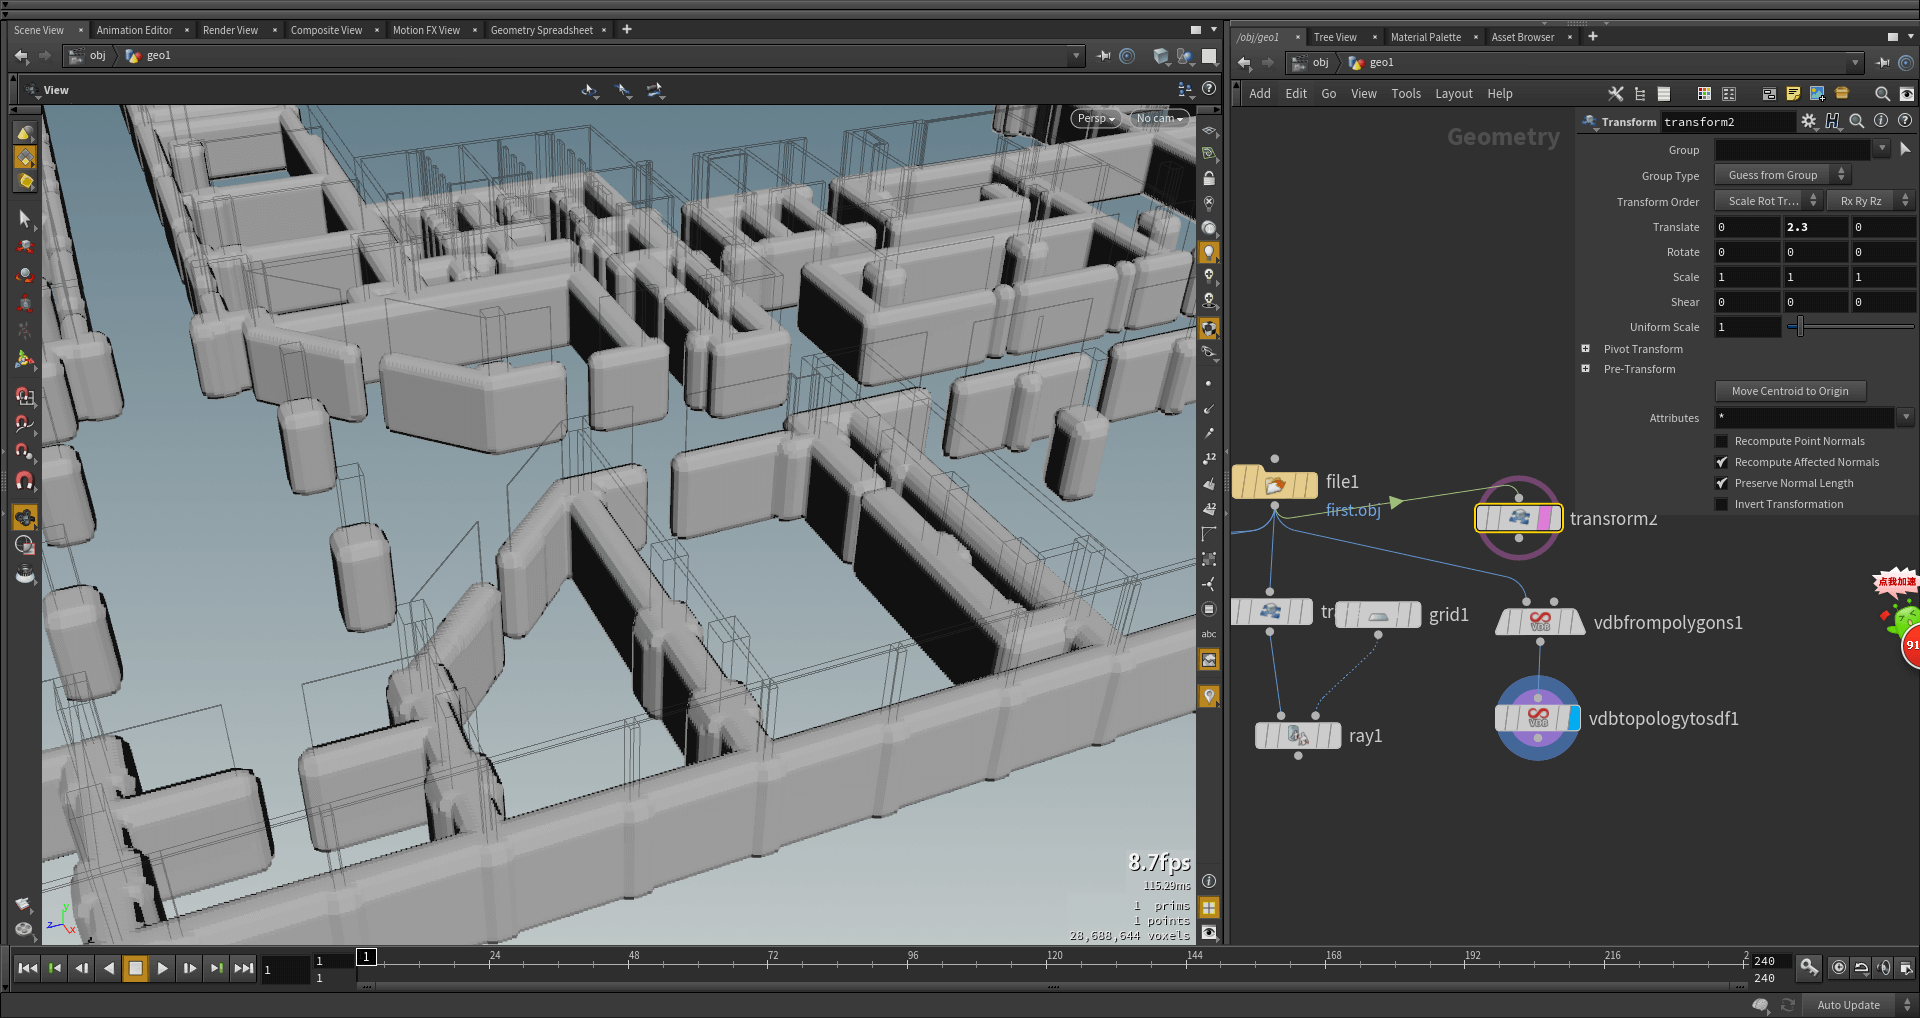 Scene View
Animation Editor
Render View
Composite View
Motion FX View
Geometry Spreadsheet
obj
geo1
View
Persp
No cam
12
12
abc
8.7fps
115.29ms
1 prims
1 points
28,688,644 voxels
/obj/geo1
Tree View
Material Palette
Asset Browser
obj
geo1
Add Edit Go View Tools Layout Help
Geometry
Transform transform2
Group
Group Type Guess from Group
Transform Order Scale Rot Tr... Rx Ry Rz
Translate 0 2.3 0
Rotate 0 0 0
Scale 1 1 1
Shear 0 0 0
Uniform Scale 1
Pivot Transform
Pre-Transform
Move Centroid to Origin
Attributes *
Recompute Point Normals
Recompute Affected Normals
Preserve Normal Length
Invert Transformation
file1
first.obj
transform2
tr
grid1
vdbfrompolygons1
VDB
ray1
vdbtopologytosdf1
VDB
点我加速
91
y
z
x
1
1
1
1 24 48 72 96 120 144 168 192 216 2
240
240
Auto Update